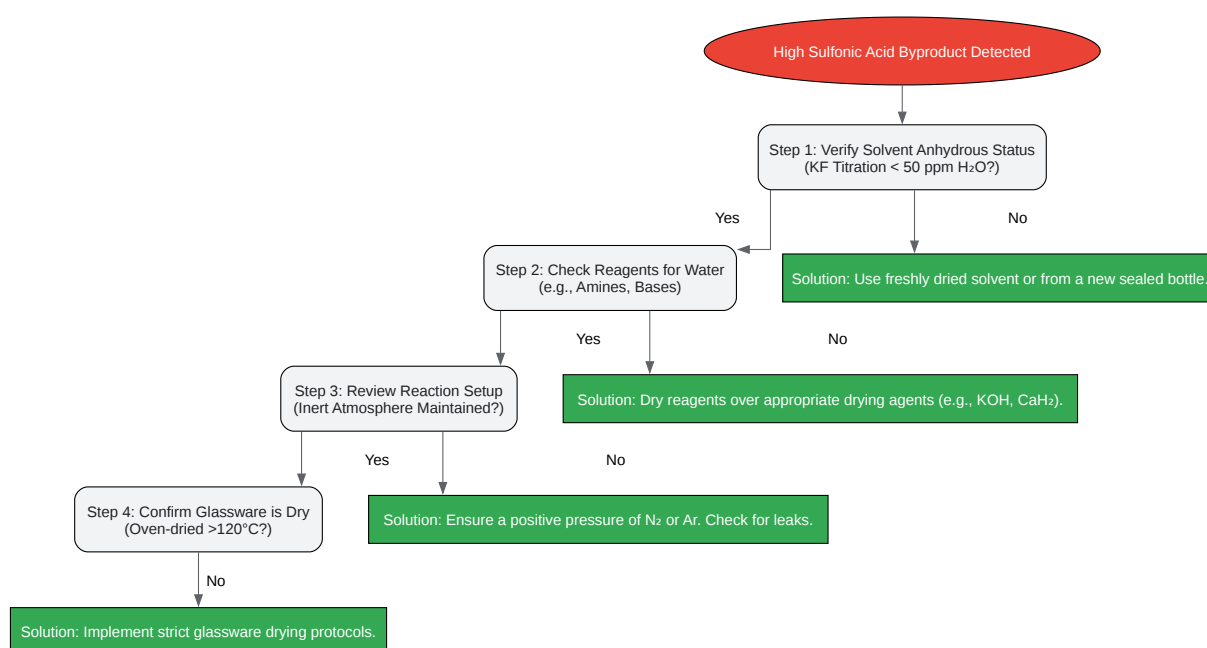 High Sulfonic Acid Byproduct Detected
Step 1: Verify Solvent Anhydrous Status
(KF Titration < 50 ppm H₂O?)
Yes
No
Step 2: Check Reagents for Water
(e.g., Amines, Bases)
Solution: Use freshly dried solvent or from a new sealed bottle.
Yes
No
Step 3: Review Reaction Setup
(Inert Atmosphere Maintained?)
Solution: Dry reagents over appropriate drying agents (e.g., KOH, CaH₂).
Yes
No
Step 4: Confirm Glassware is Dry
(Oven-dried >120°C?)
Solution: Ensure a positive pressure of N₂ or Ar. Check for leaks.
No
Solution: Implement strict glassware drying protocols.